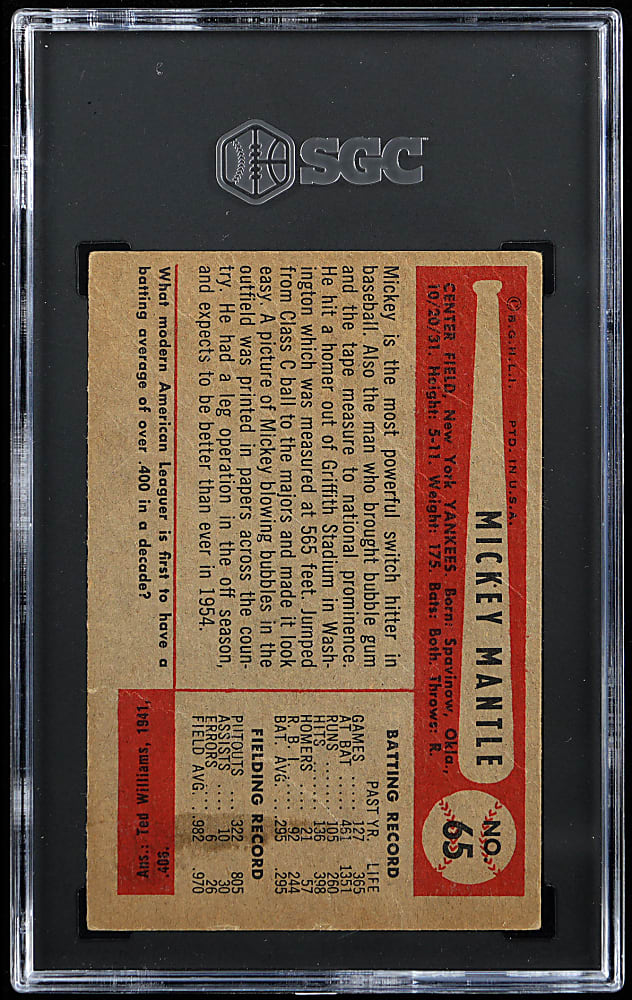 SGC
© B.G.H.L.I. PTD. IN U.S.A.
MICKEY MANTLE
NO.
65
CENTER FIELD, New York YANKEES Born: Spavinow, Okla.,
10/20/31. Height: 5-11. Weight: 175. Bats: Both. Throws: R.
Mickey is the most powerful switch hitter in
baseball. Also the man who brought bubble gum
and the tape measure to national prominence.
He hit a homer out of Griffith Stadium in Wash-
ington which was measured at 565 feet. Jumped
from Class C ball to the majors and made it look
easy. A picture of Mickey blowing bubbles in the
outfield was printed in papers across the coun-
try. He had a leg operation in the off season,
and expects to be better than ever in 1954.
BATTING RECORD
PAST YR. LIFE
GAMES .... 127 365
AT BAT .... 461 1351
RUNS ..... 105 260
HITS ...... 136 398
HOMERS ... 21 57
R. B. I. .... 92 244
BAT. AVG. .. .295 .295
FIELDING RECORD
PUTOUTS .. 322 805
ASSISTS ... 10 30
ERRORS ... 6 26
FIELD AVG. .982 .970
What modern American Leaguer is first to have a
batting average of over .400 in a decade?
Ans.: Ted Williams, 1941,
.406.